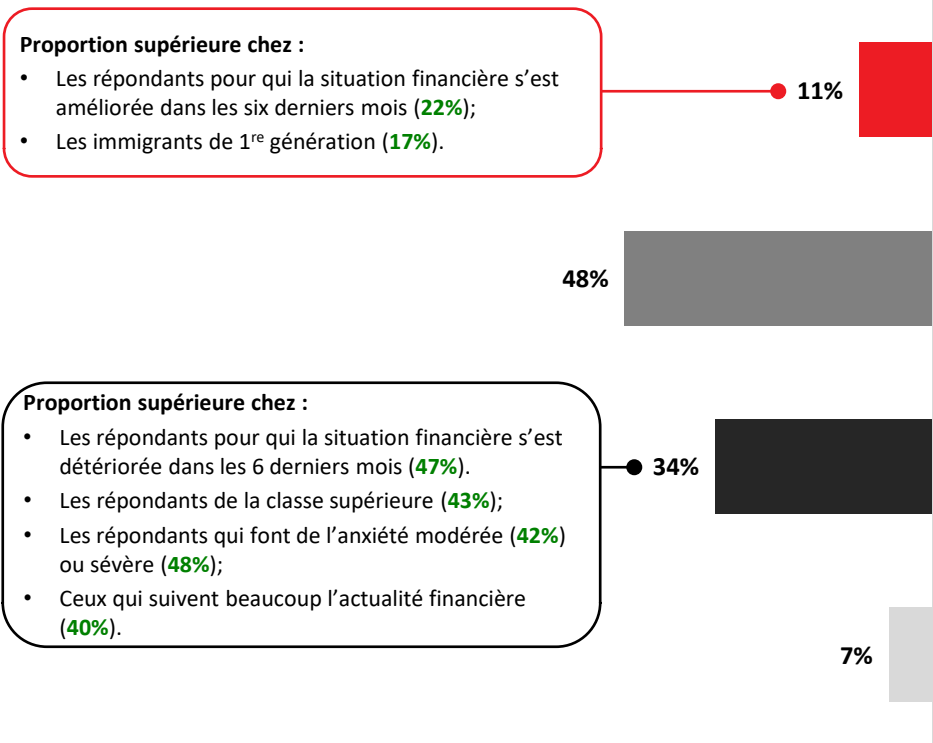 Proportion supérieure chez :
• Les répondants pour qui la situation financière s’est
améliorée dans les six derniers mois (22%);
• Les immigrants de 1re génération (17%).
11%
48%
Proportion supérieure chez :
• Les répondants pour qui la situation financière s’est
détériorée dans les 6 derniers mois (47%).
• Les répondants de la classe supérieure (43%);
• Les répondants qui font de l’anxiété modérée (42%)
ou sévère (48%);
• Ceux qui suivent beaucoup l’actualité financière
(40%).
34%
7%